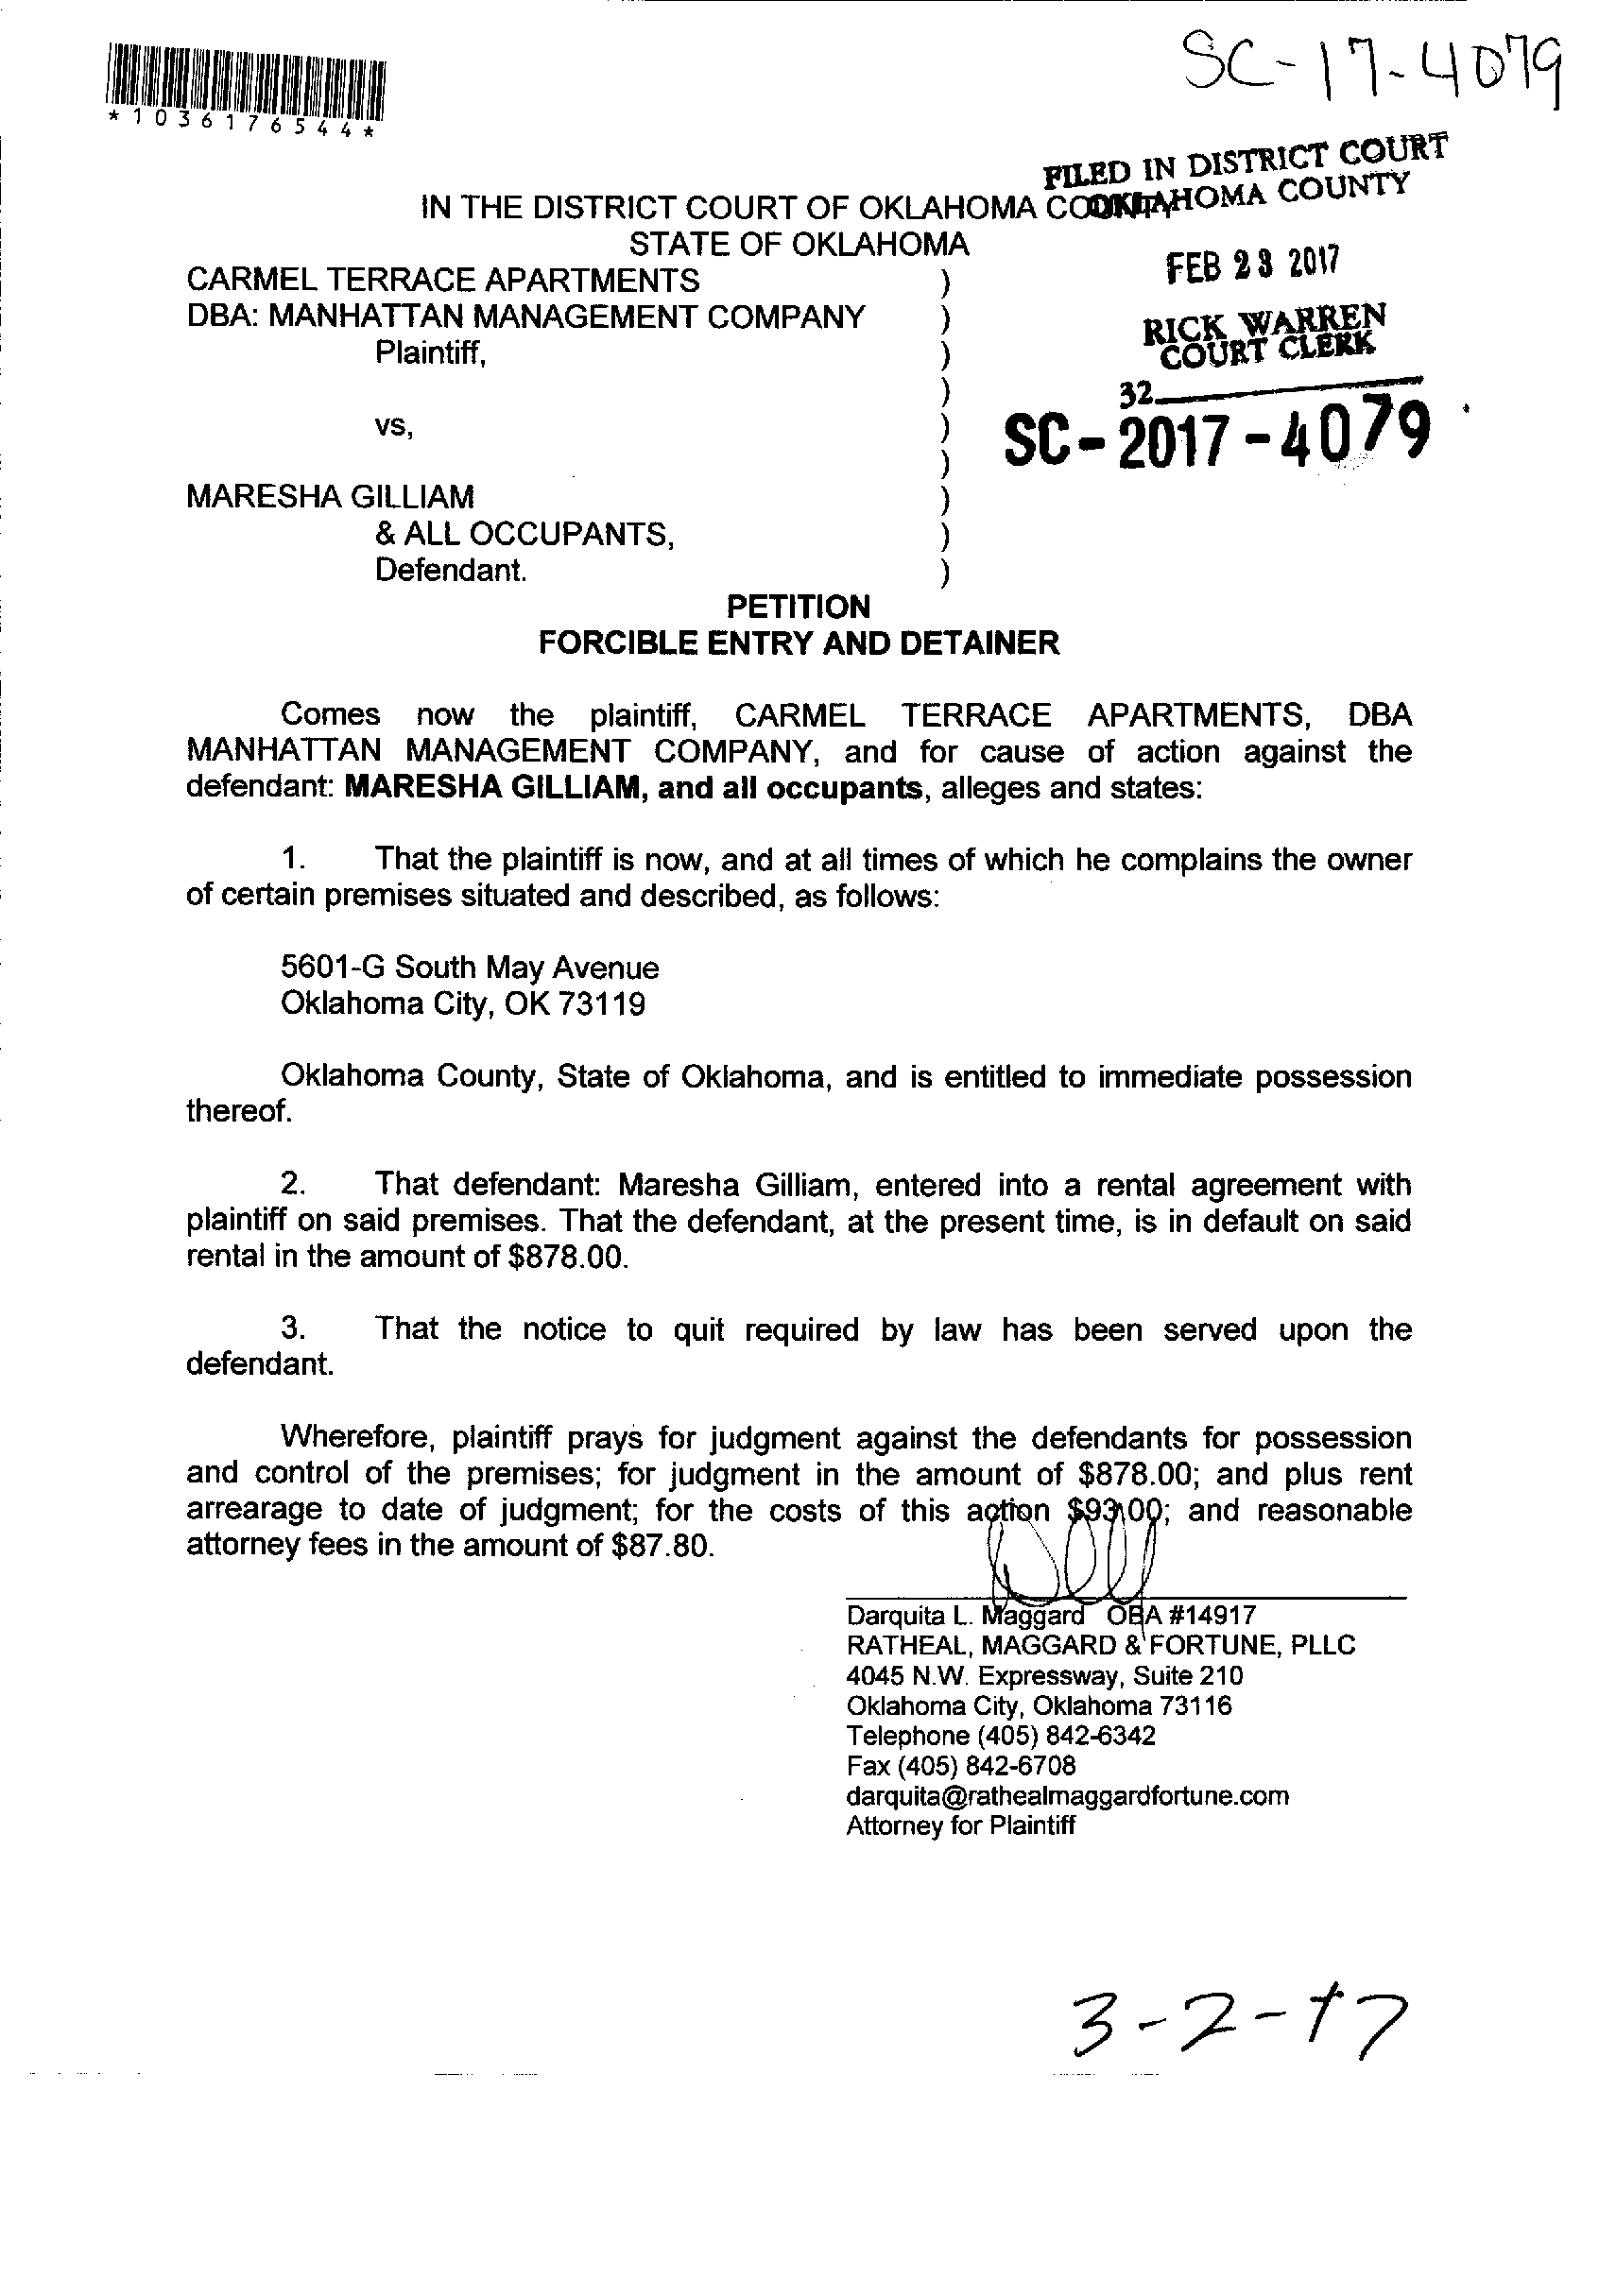 SC-17-4079
*1036176544*
FILED IN DISTRICT COURT
OKLAHOMA COUNTY
IN THE DISTRICT COURT OF OKLAHOMA COUNTY
STATE OF OKLAHOMA
FEB 23 2017
CARMEL TERRACE APARTMENTS )
DBA: MANHATTAN MANAGEMENT COMPANY )
RICK WARREN
COURT CLERK
Plaintiff, )
)
32
vs, )
SC-2017-4079
)
MARESHA GILLIAM )
& ALL OCCUPANTS, )
Defendant. )
PETITION
FORCIBLE ENTRY AND DETAINER
Comes now the plaintiff, CARMEL TERRACE APARTMENTS, DBA
MANHATTAN MANAGEMENT COMPANY, and for cause of action against the
defendant: MARESHA GILLIAM, and all occupants, alleges and states:
1. That the plaintiff is now, and at all times of which he complains the owner
of certain premises situated and described, as follows:
5601-G South May Avenue
Oklahoma City, OK 73119
Oklahoma County, State of Oklahoma, and is entitled to immediate possession
thereof.
2. That defendant: Maresha Gilliam, entered into a rental agreement with
plaintiff on said premises. That the defendant, at the present time, is in default on said
rental in the amount of $878.00.
3. That the notice to quit required by law has been served upon the
defendant.
Wherefore, plaintiff prays for judgment against the defendants for possession
and control of the premises; for judgment in the amount of $878.00; and plus rent
arrearage to date of judgment; for the costs of this action $93.00; and reasonable
attorney fees in the amount of $87.80.
Darquita L. Maggard OBA #14917
RATHEAL, MAGGARD & FORTUNE, PLLC
4045 N.W. Expressway, Suite 210
Oklahoma City, Oklahoma 73116
Telephone (405) 842-6342
Fax (405) 842-6708
darquita@rathealmaggardfortune.com
Attorney for Plaintiff
3-2-17